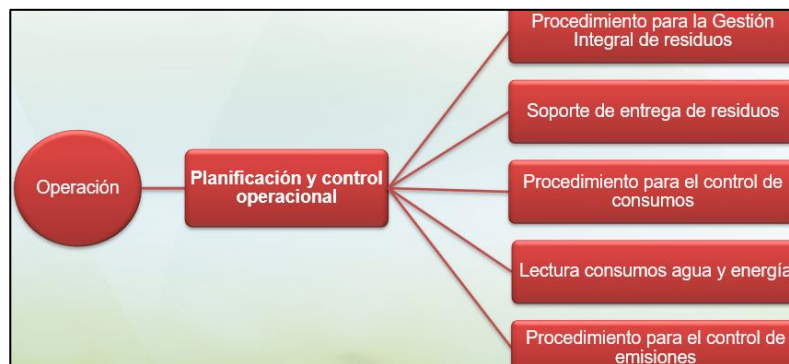 Procedimiento para la Gestión
Integral de residuos
Soporte de entrega de residuos
Operación
Planificación y control
operacional
Procedimiento para el control de
consumos
Lectura consumos agua y energía
Procedimiento para el control de
emisiones